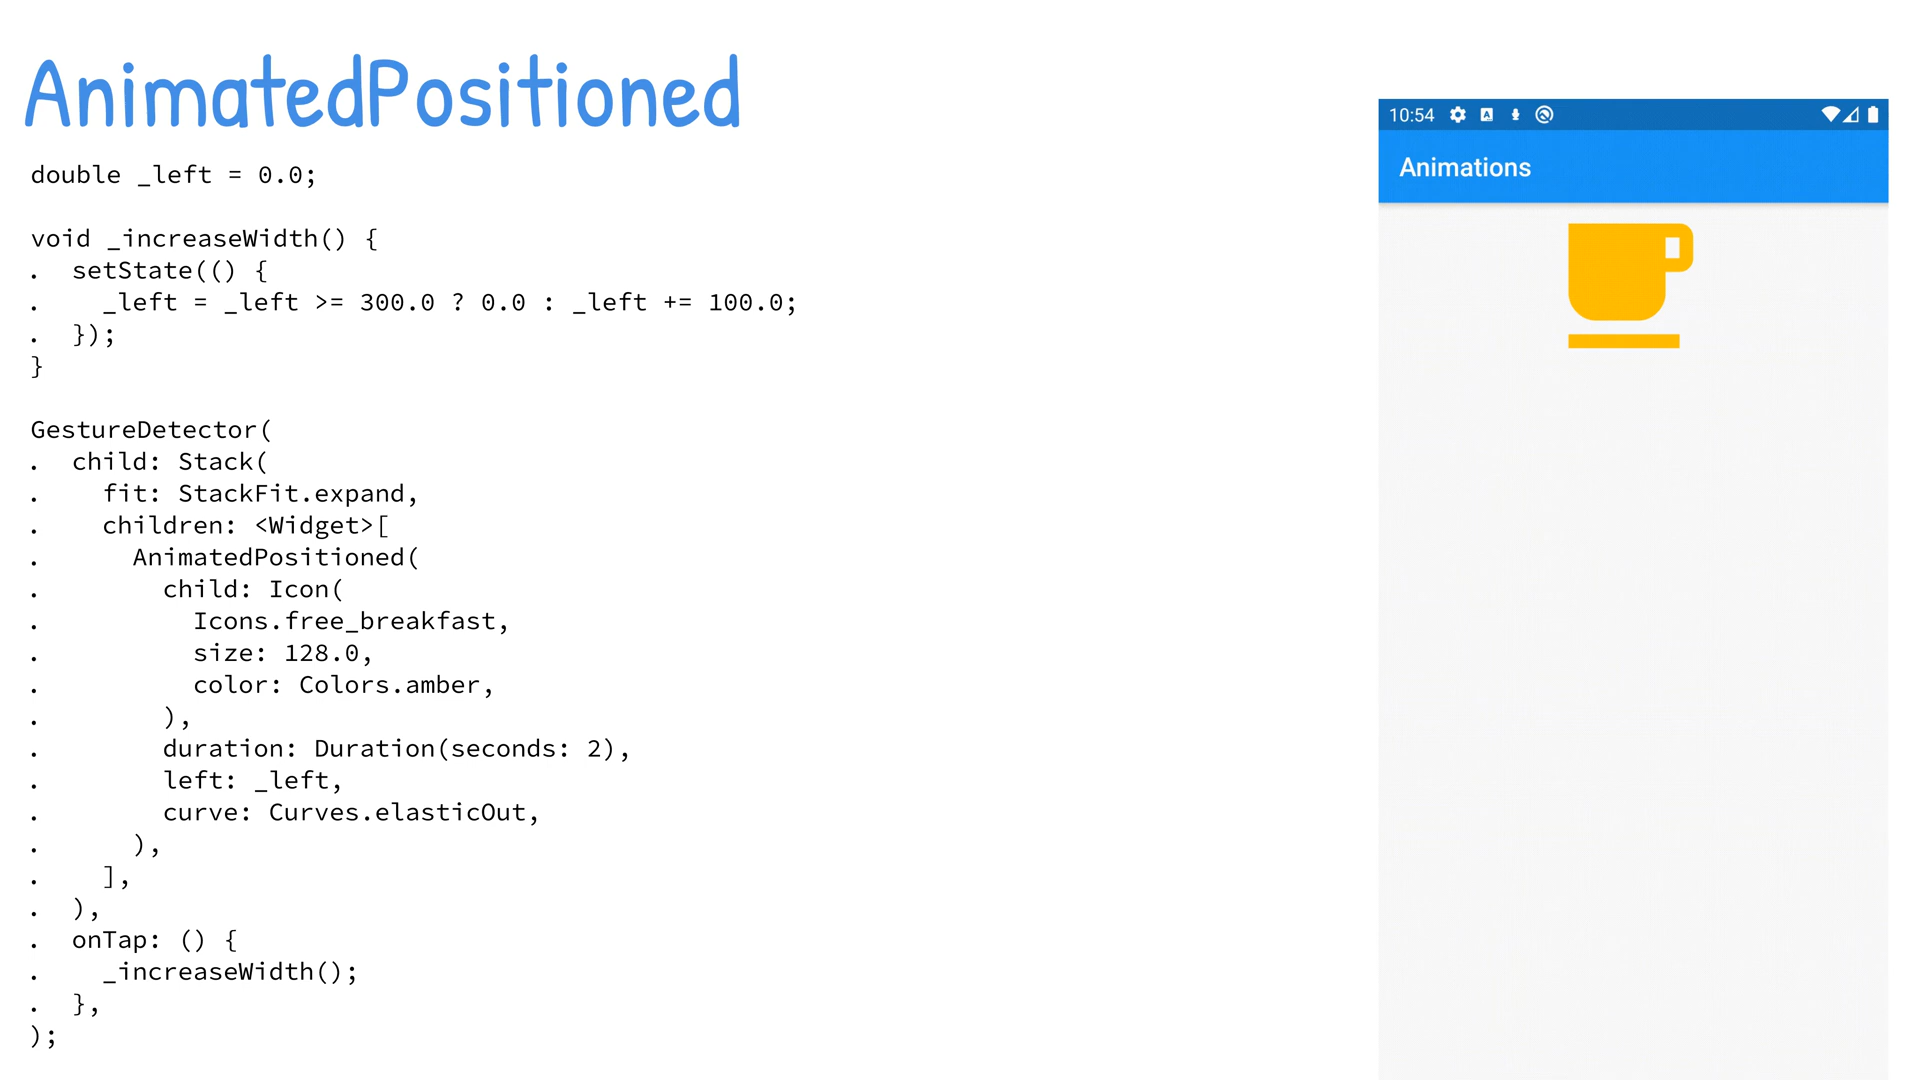 AnimatedPositioned
double _left = 0.0;
void _increaseWidth() {
.  setState(() {
.    _left = _left >= 300.0 ? 0.0 : _left += 100.0;
.  });
}
GestureDetector(
.  child: Stack(
.    fit: StackFit.expand,
.    children: <Widget>[
.      AnimatedPositioned(
.        child: Icon(
.          Icons.free_breakfast,
.          size: 128.0,
.          color: Colors.amber,
.        ),
.        duration: Duration(seconds: 2),
.        left: _left,
.        curve: Curves.elasticOut,
.      ),
.    ],
.  ),
.  onTap: () {
.    _increaseWidth();
.  },
);
10:54
Animations